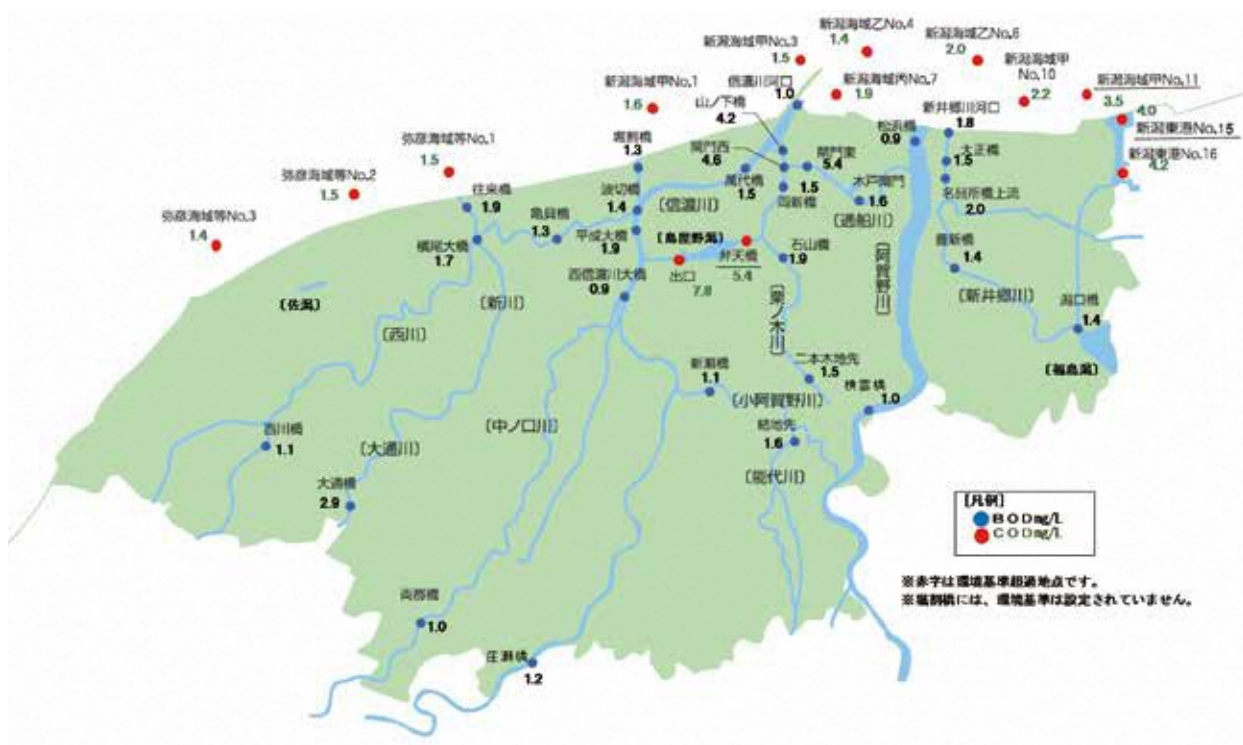 新潟海域乙No.4
1.4
新潟海域乙No.6
2.0
新潟海域甲No.3
1.5
新潟海域甲
No.10
2.2
新潟海域甲No.1
1.6
信濃川河口
1.0
新潟海域丙No.7
1.9
新潟海域甲No.11
3.5
4.0
新潟東港No.15
新潟東港No.16
4.2
山ノ下橋
4.2
松浜橋
0.9
新井郷川河口
1.8
弥彦海域等No.1
1.5
堀割橋
1.3
閘門西
4.6
閘門東
5.4
大正橋
1.5
弥彦海域等No.2
1.5
往来橋
1.9
波切橋
1.4
萬代橋
1.5
両新橋
1.5
木戸閘門
1.6
名目所橋上流
2.0
弥彦海域等No.3
1.4
亀貝橋
1.3
〔信濃川〕
〔通船川〕
平成大橋
1.9
〔鳥屋野潟〕
槇尾大橋
1.7
石山橋
1.9
〔阿賀野川〕
1.4
弁天橋
5.4
出口
7.8
西信濃川大橋
0.9
〔佐潟〕
〔新川〕
〔西川〕
〔栗ノ木川〕
〔新井郷川〕
潟口橋
1.4
〔福島潟〕
新瀬橋
1.1
二本木地先
1.5
横雲橋
1.0
〔小阿賀野川〕
〔中ノ口川〕
結地先
1.6
西川橋
1.1
〔大通川〕
〔能代川〕
大通橋
2.9
[凡例]
BODmg/L
CODmg/L
※赤字は環境基準超過地点です。
※堀割橋には、環境基準は設定されていません。
両郡橋
1.0
庄瀬橋
1.2